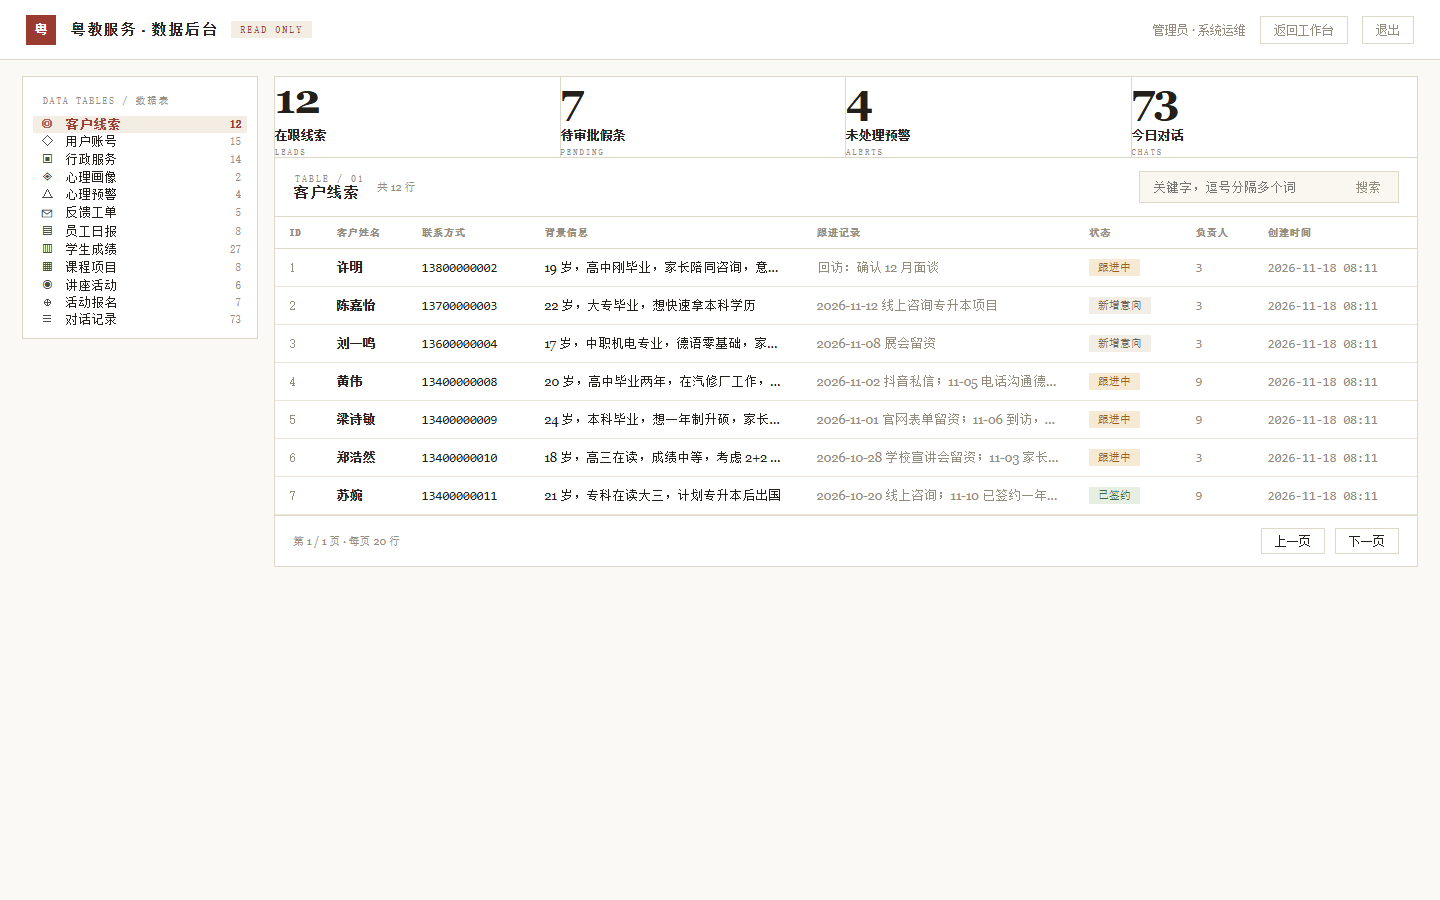 粤 粤教服务 · 数据后台 READ ONLY 管理员 · 系统运维 返回工作台 退出
DATA TABLES / 数据表
客户线索 12
用户账号 15
行政服务 14
心理画像 2
心理预警 4
反馈工单 5
员工日报 8
学生成绩 27
课程项目 8
讲座活动 6
活动报名 7
对话记录 73
12
在跟线索
LEADS
7
待审批假条
PENDING
4
未处理预警
ALERTS
73
今日对话
CHATS
TABLE / 01
客户线索 共 12 行
关键字，逗号分隔多个词 搜索
ID 客户姓名 联系方式 背景信息 跟进记录 状态 负责人 创建时间
1 许明 13800000002 19 岁，高中刚毕业，家长陪同咨询，意... 回访：确认 12 月面谈 跟进中 3 2026-11-18 08:11
2 陈嘉怡 13700000003 22 岁，大专毕业，想快速拿本科学历 2026-11-12 线上咨询专升本项目 新增意向 3 2026-11-18 08:11
3 刘一鸣 13600000004 17 岁，中职机电专业，德语零基础，家... 2026-11-08 展会留资 新增意向 3 2026-11-18 08:11
4 黄伟 13400000008 20 岁，高中毕业两年，在汽修厂工作，... 2026-11-02 抖音私信；11-05 电话沟通德... 跟进中 9 2026-11-18 08:11
5 梁诗敏 13400000009 24 岁，本科毕业，想一年制升硕，家长... 2026-11-01 官网表单留资；11-06 到访，... 跟进中 9 2026-11-18 08:11
6 郑浩然 13400000010 18 岁，高三在读，成绩中等，考虑 2+2 ... 2026-10-28 学校宣讲会留资；11-03 家长... 跟进中 3 2026-11-18 08:11
7 苏婉 13400000011 21 岁，专科在读大三，计划专升本后出国 2026-10-20 线上咨询；11-10 已签约一年... 已签约 9 2026-11-18 08:11
第 1 / 1 页 · 每页 20 行 上一页 下一页